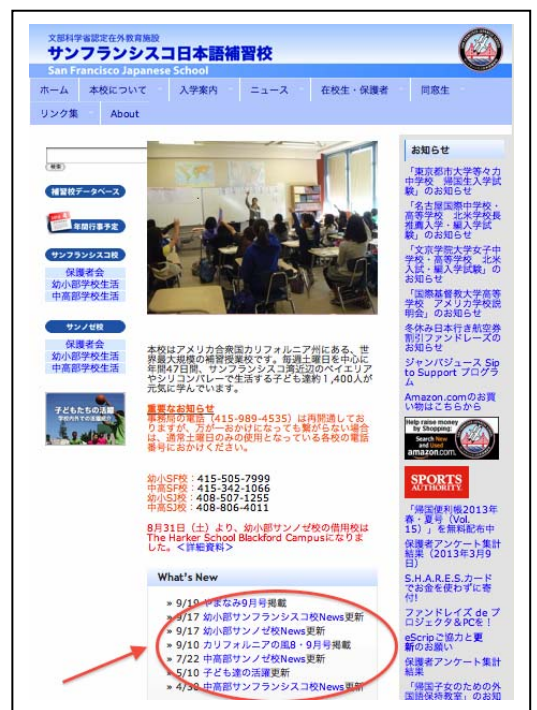 文部科学省認定在外教育施設
サンフランシスコ日本語補習校
San Francisco Japanese School
ホーム 本校について 入学案内 ニュース 在校生・保護者 同窓生
リンク集 About
検索
補習校データベース
年間行事予定
サンフランシスコ校
保護者会
幼小部学校生活
中高部学校生活
サンノゼ校
保護者会
幼小部学校生活
中高部学校生活
子どもたちの活躍
本校はアメリカ合衆国カリフォルニア州にある、世
界最大規模の補習授業校です。毎週土曜日を中心に
年間47日間、サンフランシスコ湾近辺のベイエリア
やシリコンバレーで生活する子ども達約1,400人が
元気に学んでいます。
重要なお知らせ
事務局の電話（415-989-4535）は再開通してお
りますが、万が一おかけになっても繋がらない場合
は、通常土曜日のみの使用となっている各校の電話
番号におかけください。
幼小SF校：415-505-7999
中高SF校：415-342-1066
幼小SJ校：408-507-1255
中高SJ校：408-806-4011
8月31日（土）より、幼小部サンノゼ校の借用校は
The Harker School Blackford Campusになりま
した。＜詳細資料＞
What's New
» 9/19 やまなみ9月号掲載
» 9/17 幼小部サンフランシスコ校News更新
» 9/17 幼小部サンノゼ校News更新
» 9/10 カリフォルニアの風8・9月号掲載
» 7/22 中高部サンノゼ校News更新
» 5/10 子ども達の活躍更新
» 4/30 中高部サンフランシスコ校News更新
お知らせ
「東京都市大学等々力
中学校 帰国生入学試
験」のお知らせ
「名古屋国際中学校・
高等学校 北米学校長
推薦入学・編入学試
験」のお知らせ
「文京学院大学女子中
学校・高等学校 北米
入試・編入学試験」の
お知らせ
「国際基督教大学高等
学校 アメリカ学校説
明会」のお知らせ
冬休み日本行き航空券
割引ファンドレーズの
お知らせ
ジャンバジュース Sip
to Support プログラ
ム
Amazon.comのお買
い物はこちらから
Help raise money
by Shopping:
Search New
and Used
amazon.com
SPORTS
AUTHORITY
「帰国便利帳2013年
春・夏号（Vol.
15）」を無料配布中
保護者アンケート集計
結果（2013年3月9
日）
S.H.A.R.E.S.カード
でお金を使わずに寄
付!
ファンドレイズ de プ
ロジェクタ＆PCを！
eScripご協力と更
新のお願い
保護者アンケート集計
結果
「帰国子女のための外
国語保持教室」のお知